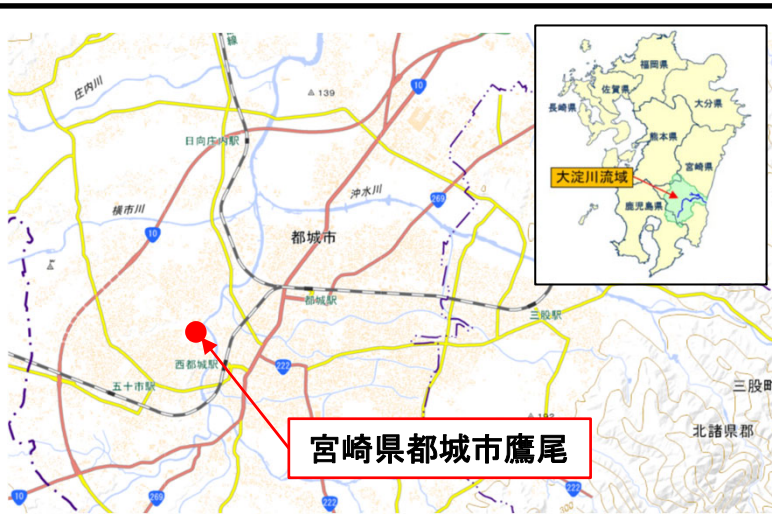 福岡県
佐賀県
長崎県
大分県
熊本県
宮崎県
大淀川流域
鹿児島県
線
庄内川
139
10
日向庄内駅
沖水川
269
横市川
10
都城市
都城駅
三股駅
西都城駅
222
五十市駅
三股町
192
北諸県郡
宮崎県都城市鷹尾
10
269
222
222
300